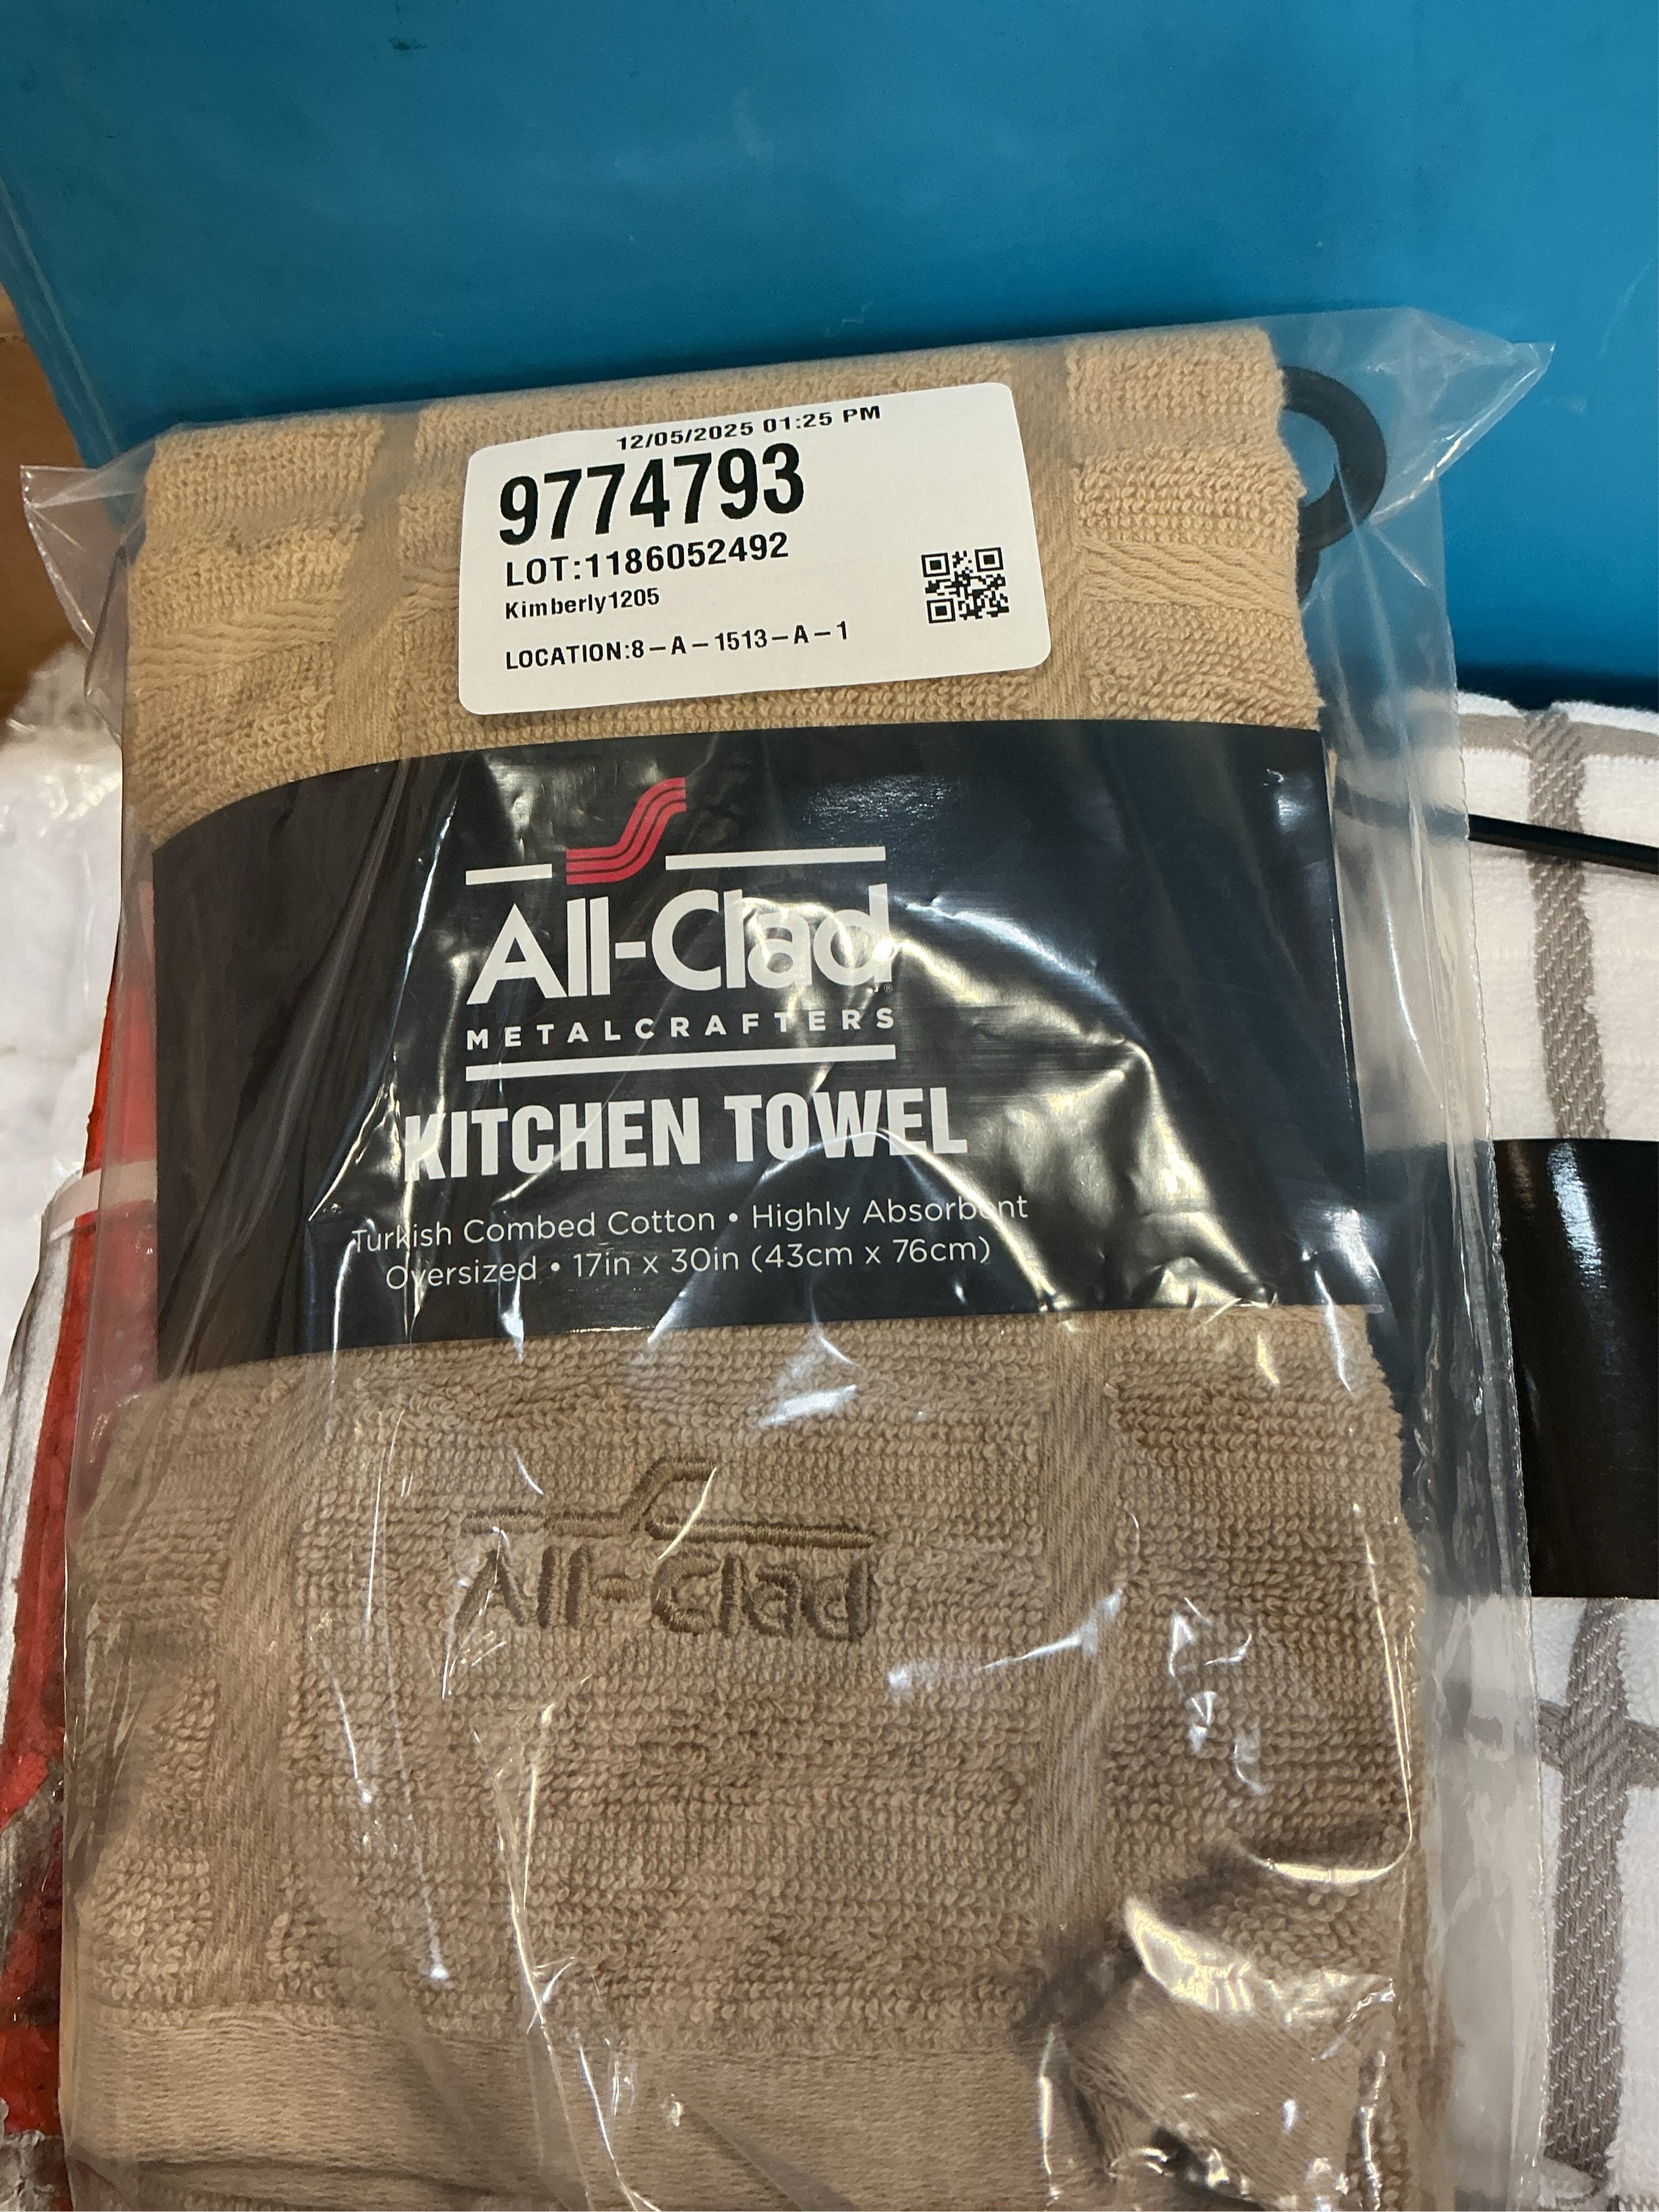 12/05/2025 01:25 PM
9774793
LOT:1186052492
Kimberly1205
LOCATION:8-A-1513-A-1
All-Clad®
METALCRAFTERS
KITCHEN TOWEL
Turkish Combed Cotton • Highly Absorbent
Oversized • 17in x 30in (43cm x 76cm)
All-Clad